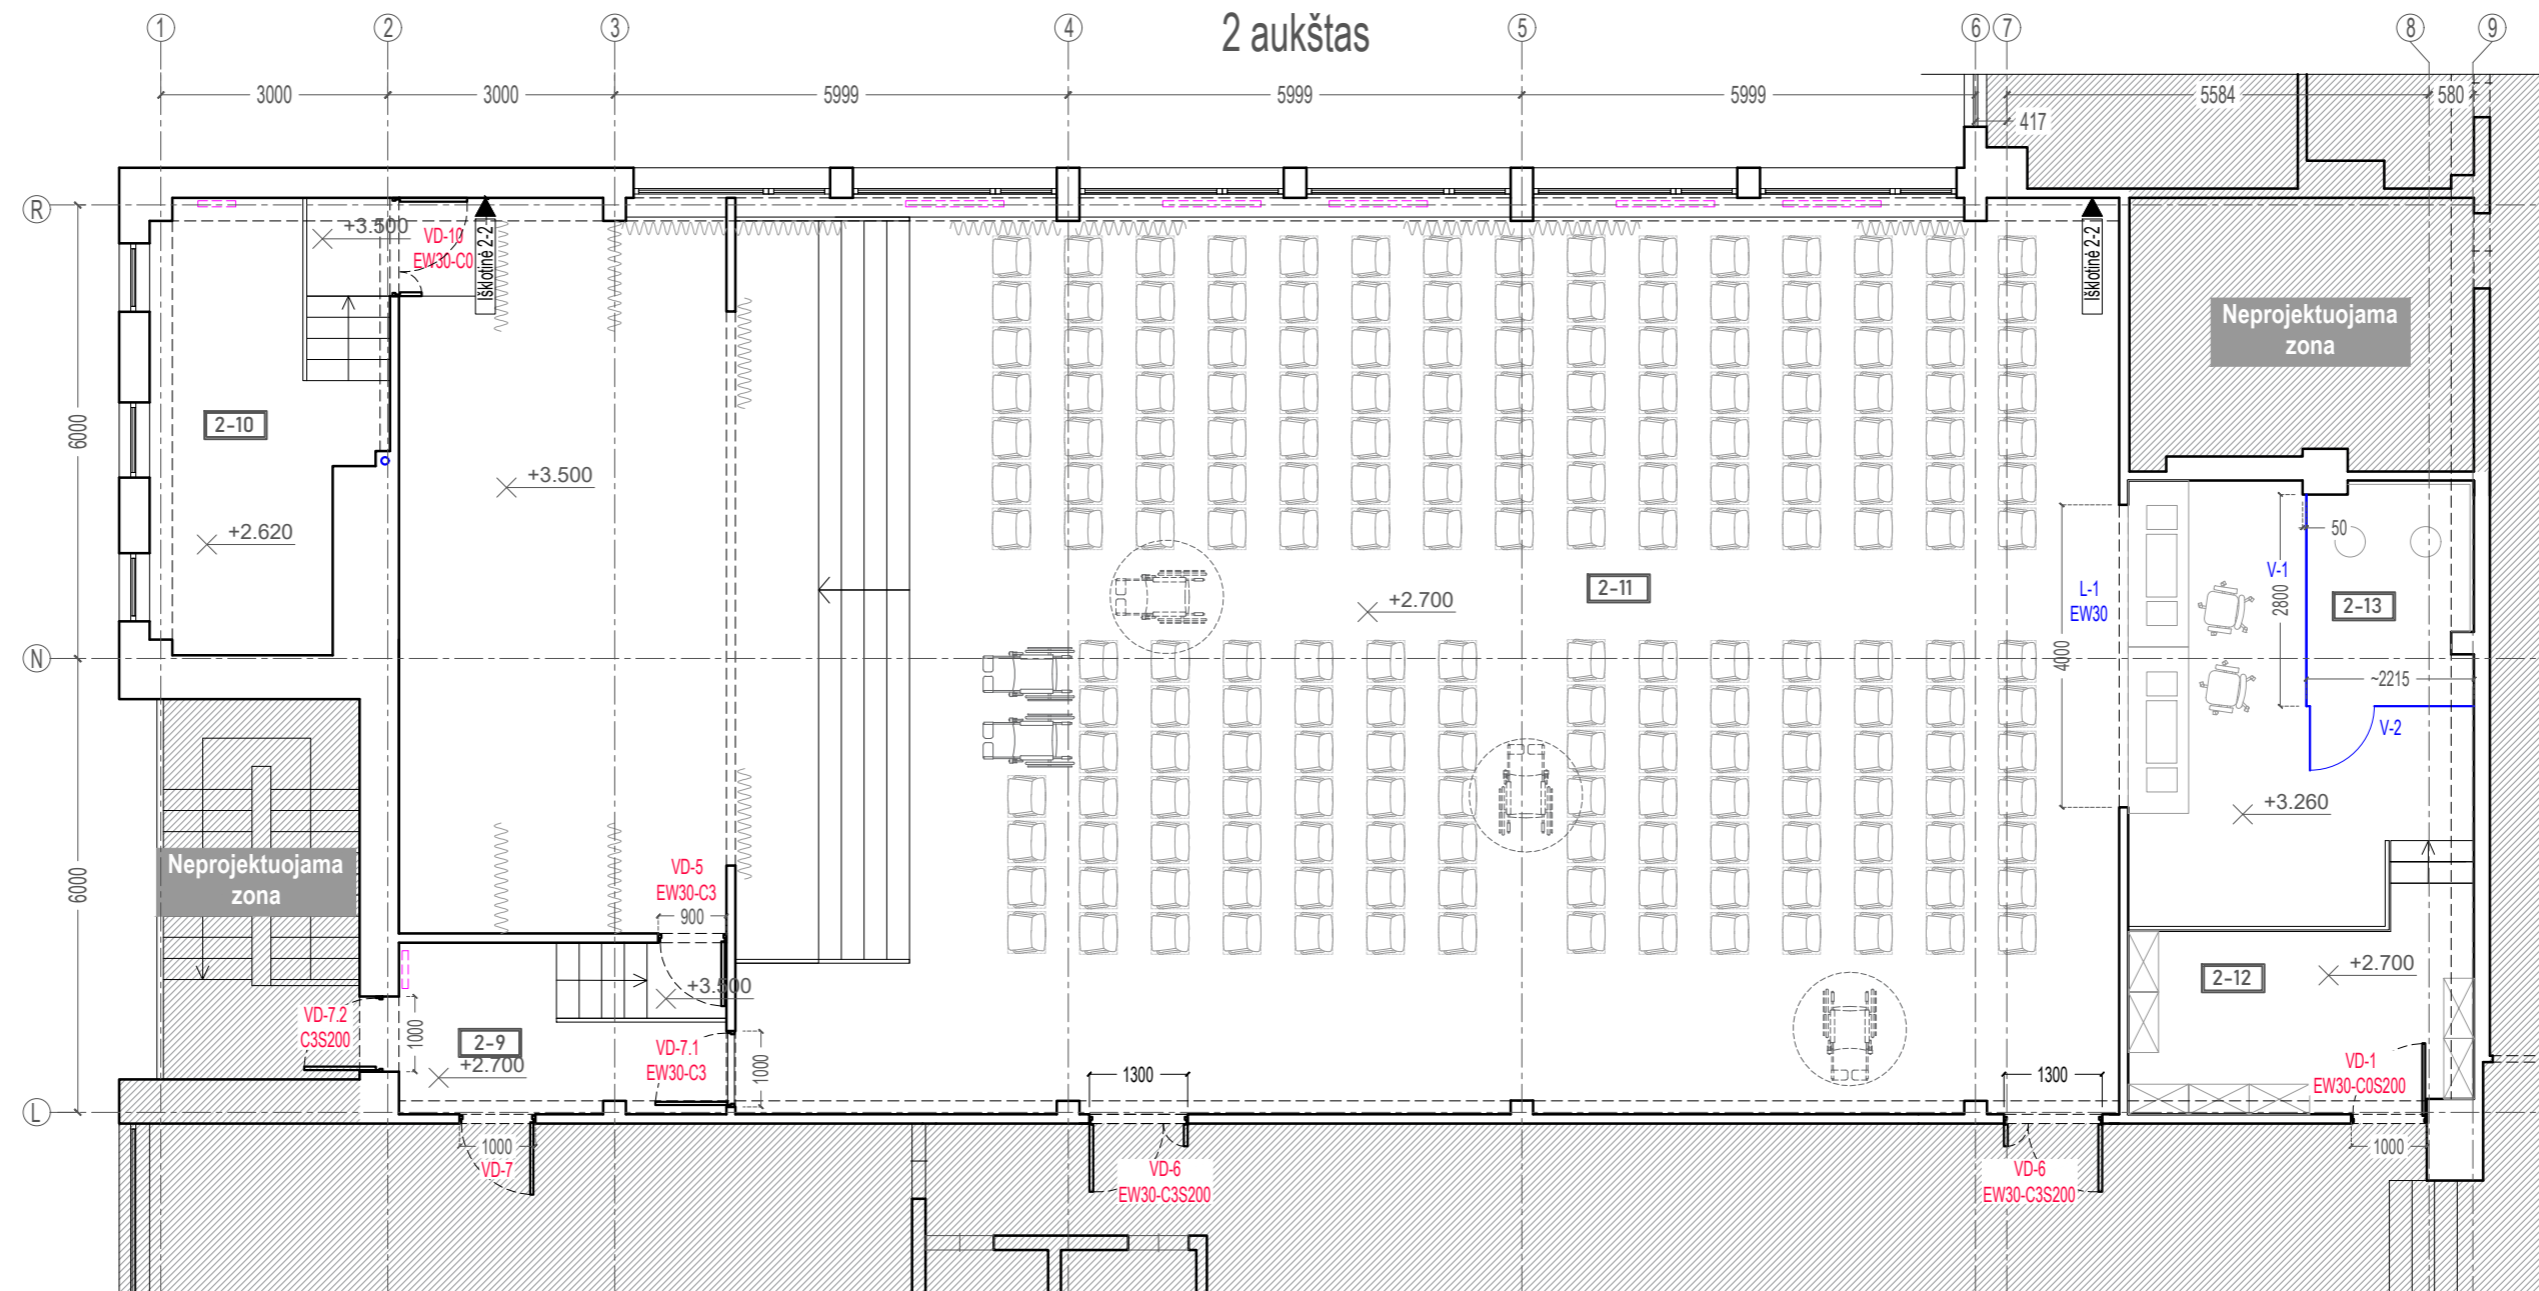 2 aukštas
1
2
3
4
5
6
7
8
9
3000
3000
5999
5999
5999
5584
580
417
R
N
L
6000
6000
+3.500
VD-10
EW30-C0
Išklotinė 2-2
Išklotinė 2-2
Neprojektuojama
zona
2-10
+2.620
+3.500
2-11
+2.700
L-1
EW30
4000
50
V-1
2800
2-13
~2215
V-2
+3.260
Neprojektuojama
zona
VD-5
EW30-C3
900
+3.500
2-12
+2.700
VD-7.2
C3S200
1000
2-9
+2.700
VD-7.1
EW30-C3
1000
1300
1300
VD-1
EW30-C0S200
1000
VD-7
VD-6
EW30-C3S200
VD-6
EW30-C3S200
1000